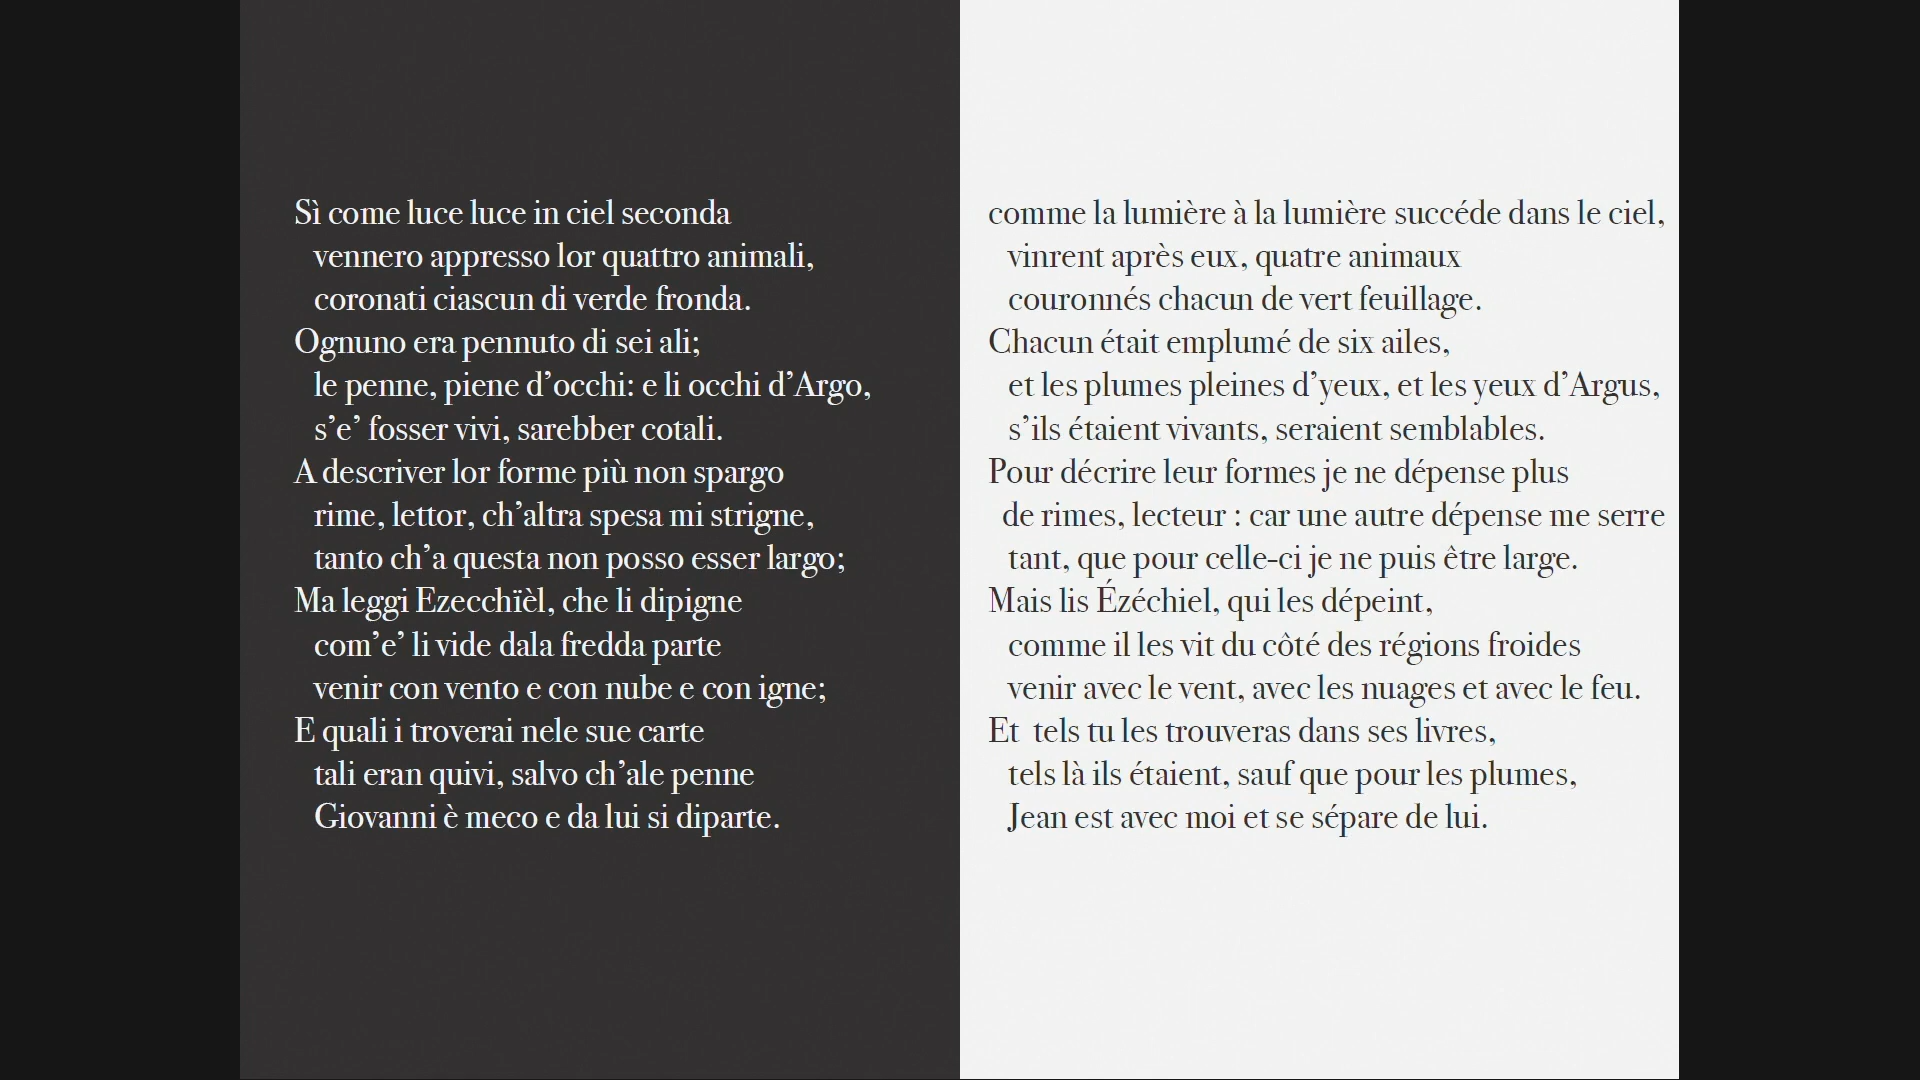 Sì come luce luce in ciel seconda
vennero appresso lor quattro animali,
coronati ciascun di verde fronda.
Ognuno era pennuto di sei ali;
le penne, piene d’occhi: e li occhi d’Argo,
s’e’ fosser vivi, sarebber cotali.
A descriver lor forme più non spargo
rime, lettor, ch’altra spesa mi strigne,
tanto ch’a questa non posso esser largo;
Ma leggi Ezecchïèl, che li dipigne
com’e’ li vide dala fredda parte
venir con vento e con nube e con igne;
E quali i troverai nele sue carte
tali eran quivi, salvo ch’ale penne
Giovanni è meco e da lui si diparte.
comme la lumière à la lumière succéde dans le ciel,
vinrent après eux, quatre animaux
couronnés chacun de vert feuillage.
Chacun était emplumé de six ailes,
et les plumes pleines d’yeux, et les yeux d’Argus,
s’ils étaient vivants, seraient semblables.
Pour décrire leur formes je ne dépense plus
de rimes, lecteur : car une autre dépense me serre
tant, que pour celle-ci je ne puis être large.
Mais lis Ézéchiel, qui les dépeint,
comme il les vit du côté des régions froides
venir avec le vent, avec les nuages et avec le feu.
Et tels tu les trouveras dans ses livres,
tels là ils étaient, sauf que pour les plumes,
Jean est avec moi et se sépare de lui.